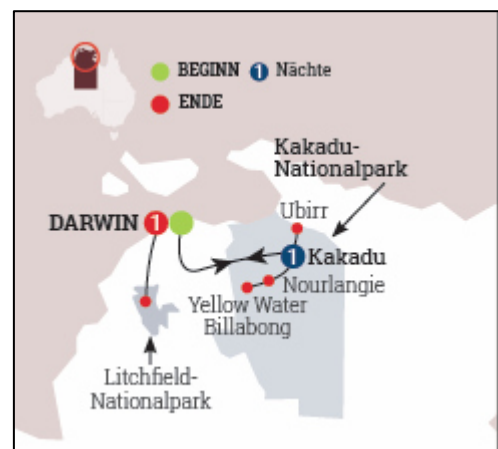 BEGINN 1 Nächte
ENDE
Kakadu-
Nationalpark
Ubirr
DARWIN 1
1 Kakadu
Nourlangie
Yellow Water
Billabong
Litchfield-
Nationalpark